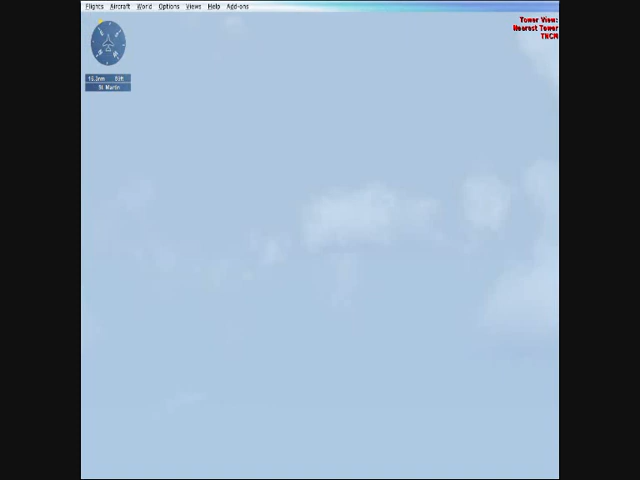 Flights Aircraft World Options Views Help Add-ons
Tower View:
Nearest Tower
TNCM
St. Martin